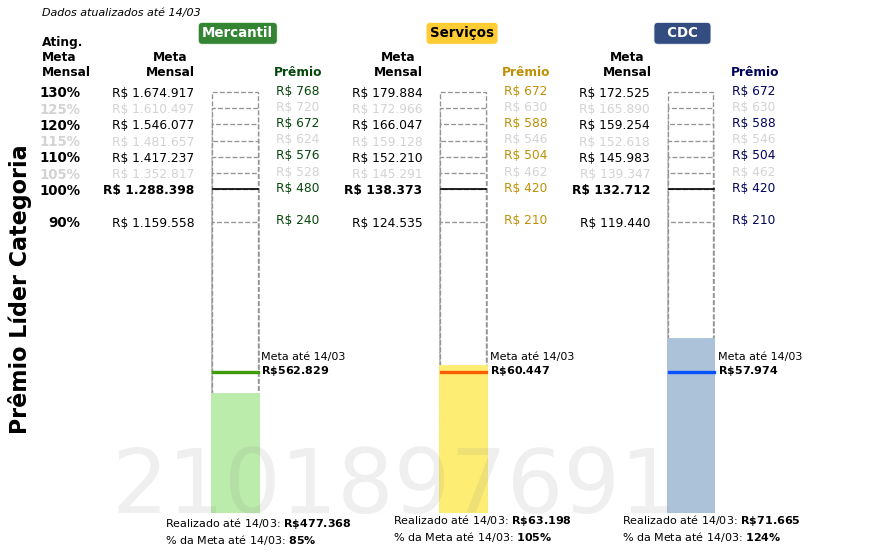 Dados atualizados até 14/03
Mercantil Serviços CDC
Ating.
Meta
Mensal
Meta
Mensal Prêmio Meta
Mensal Prêmio Meta
Mensal Prêmio
130% R$ 1.674.917 R$ 768 R$ 179.884 R$ 672 R$ 172.525 R$ 672
125% R$ 1.610.497 R$ 720 R$ 172.966 R$ 630 R$ 165.890 R$ 630
120% R$ 1.546.077 R$ 672 R$ 166.047 R$ 588 R$ 159.254 R$ 588
115% R$ 1.481.657 R$ 624 R$ 159.128 R$ 546 R$ 152.618 R$ 546
110% R$ 1.417.237 R$ 576 R$ 152.210 R$ 504 R$ 145.983 R$ 504
105% R$ 1.352.817 R$ 528 R$ 145.291 R$ 462 R$ 139.347 R$ 462
100% R$ 1.288.398 R$ 480 R$ 138.373 R$ 420 R$ 132.712 R$ 420
90% R$ 1.159.558 R$ 240 R$ 124.535 R$ 210 R$ 119.440 R$ 210
Prêmio Líder Categoria
Meta até 14/03
R$562.829
Meta até 14/03
R$60.447
Meta até 14/03
R$57.974
2101897691
Realizado até 14/03: R$477.368
% da Meta até 14/03: 85%
Realizado até 14/03: R$63.198
% da Meta até 14/03: 105%
Realizado até 14/03: R$71.665
% da Meta até 14/03: 124%